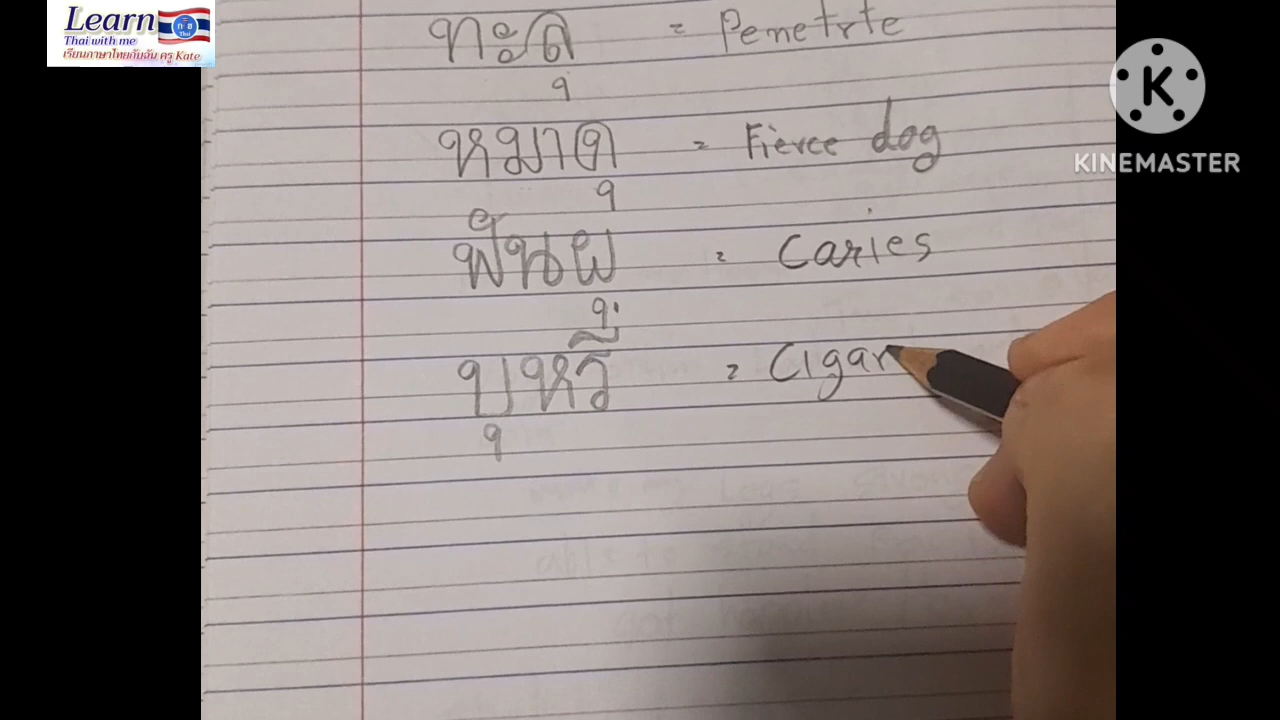 Learn
Thai with me
เรียนภาษาไทยกับฉัน ครู Kate
K
KINEMASTER
ทะลุ = Penetrte
หมาดุ = Fierce dog
ฟันผุ = Caries
บุหรี่ = Cigar